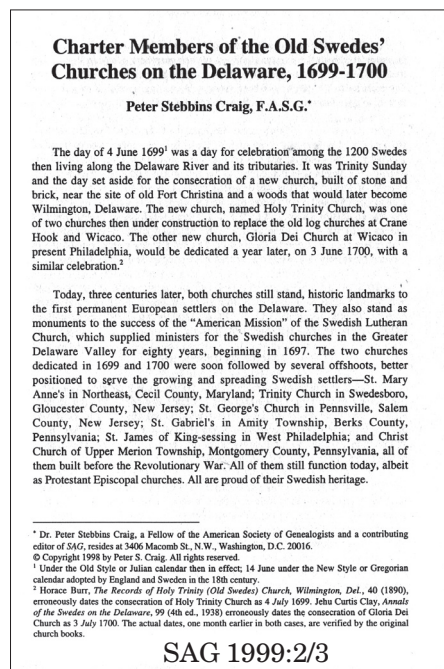 Charter Members of the Old Swedes'
Churches on the Delaware, 1699-1700
Peter Stebbins Craig, F.A.S.G.*
The day of 4 June 1699¹ was a day for celebration among the 1200 Swedes
then living along the Delaware River and its tributaries. It was Trinity Sunday
and the day set aside for the consecration of a new church, built of stone and
brick, near the site of old Fort Christina and a woods that would later become
Wilmington, Delaware. The new church, named Holy Trinity Church, was one
of two churches then under construction to replace the old log churches at Crane
Hook and Wicaco. The other new church, Gloria Dei Church at Wicaco in
present Philadelphia, would be dedicated a year later, on 3 June 1700, with a
similar celebration.²
Today, three centuries later, both churches still stand, historic landmarks to
the first permanent European settlers on the Delaware. They also stand as
monuments to the success of the "American Mission" of the Swedish Lutheran
Church, which supplied ministers for the Swedish churches in the Greater
Delaware Valley for eighty years, beginning in 1697. The two churches
dedicated in 1699 and 1700 were soon followed by several offshoots, better
positioned to serve the growing and spreading Swedish settlers—St. Mary
Anne's in Northeast, Cecil County, Maryland; Trinity Church in Swedesboro,
Gloucester County, New Jersey; St. George's Church in Pennsville, Salem
County, New Jersey; St. Gabriel's in Amity Township, Berks County,
Pennsylvania; St. James of King-sessing in West Philadelphia; and Christ
Church of Upper Merion Township, Montgomery County, Pennsylvania, all of
them built before the Revolutionary War. All of them still function today, albeit
as Protestant Episcopal churches. All are proud of their Swedish heritage.
* Dr. Peter Stebbins Craig, a Fellow of the American Society of Genealogists and a contributing
editor of SAG, resides at 3406 Macomb St., N.W., Washington, D.C. 20016.
© Copyright 1998 by Peter S. Craig. All rights reserved.
¹ Under the Old Style or Julian calendar then in effect; 14 June under the New Style or Gregorian
calendar adopted by England and Sweden in the 18th century.
² Horace Burr, The Records of Holy Trinity (Old Swedes) Church, Wilmington, Del., 40 (1890),
erroneously dates the consecration of Holy Trinity Church as 4 July 1699. Jehu Curtis Clay, Annals
of the Swedes on the Delaware, 99 (4th ed., 1938) erroneously dates the consecration of Gloria Dei
Church as 3 July 1700. The actual dates, one month earlier in both cases, are verified by the original
church books.
SAG 1999:2/3